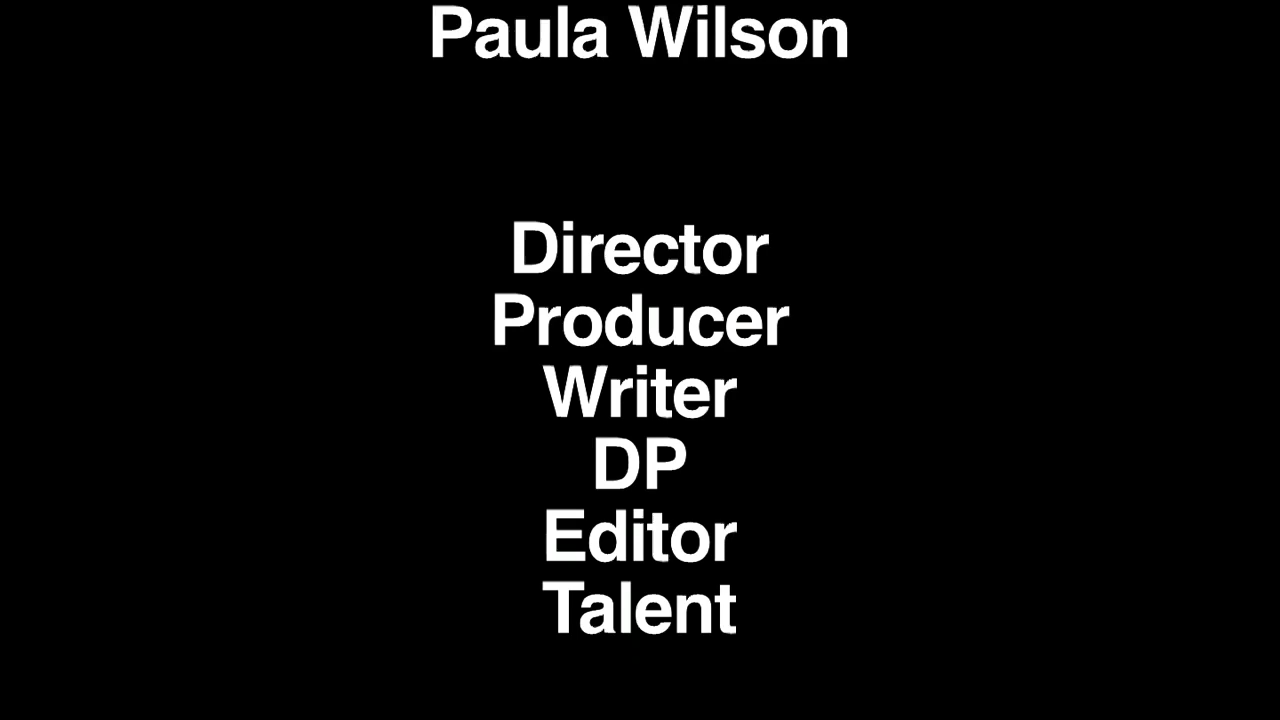 Paula Wilson
Director
Producer
Writer
DP
Editor
Talent